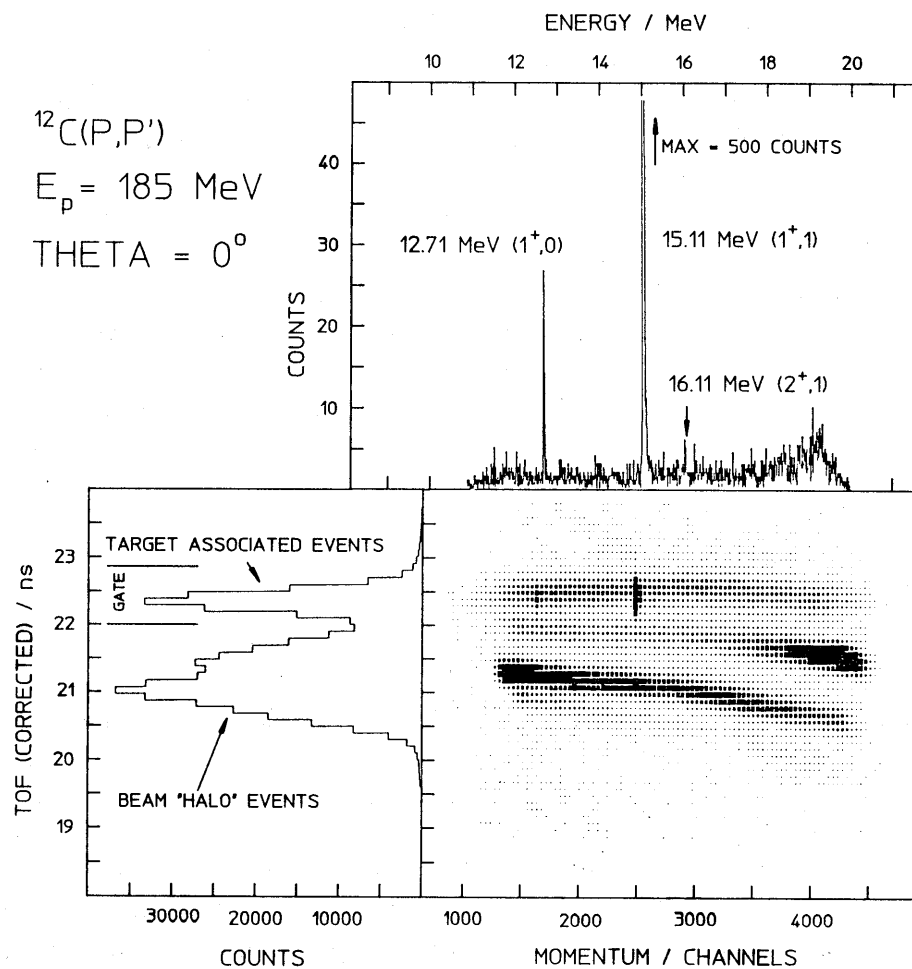 ENERGY / MeV
10 12 14 16 18 20
¹²C(P,P')
Eₚ = 185 MeV
THETA = 0°
COUNTS
40
30
20
10
MAX = 500 COUNTS
12.71 MeV (1⁺,0)
15.11 MeV (1⁺,1)
16.11 MeV (2⁺,1)
TOF (CORRECTED) / ns
23
22
21
20
19
TARGET ASSOCIATED EVENTS
GATE
BEAM "HALO" EVENTS
30000 20000 10000
COUNTS
1000 2000 3000 4000
MOMENTUM / CHANNELS